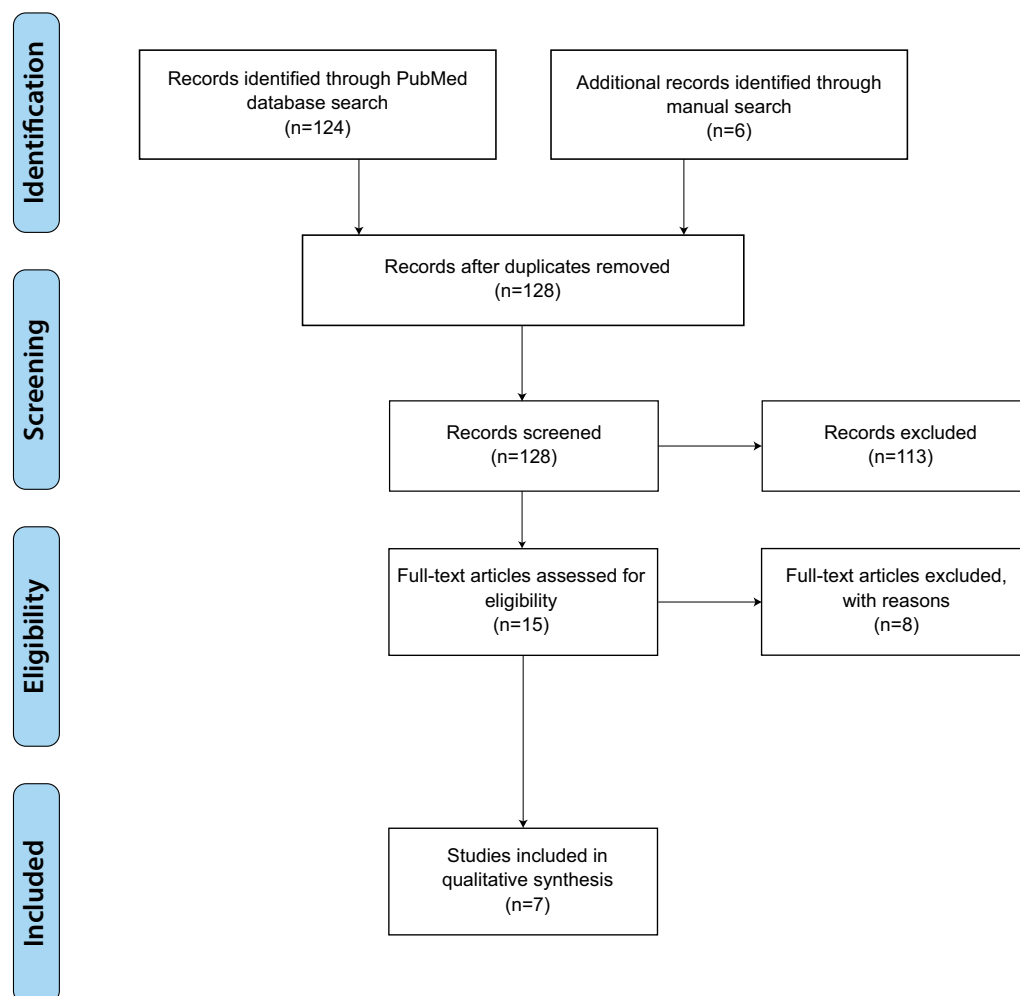 Identification
Records identified through PubMed
database search
(n=124)
Additional records identified through
manual search
(n=6)
Records after duplicates removed
(n=128)
Screening
Records screened
(n=128)
Records excluded
(n=113)
Eligibility
Full-text articles assessed for
eligibility
(n=15)
Full-text articles excluded,
with reasons
(n=8)
Included
Studies included in
qualitative synthesis
(n=7)